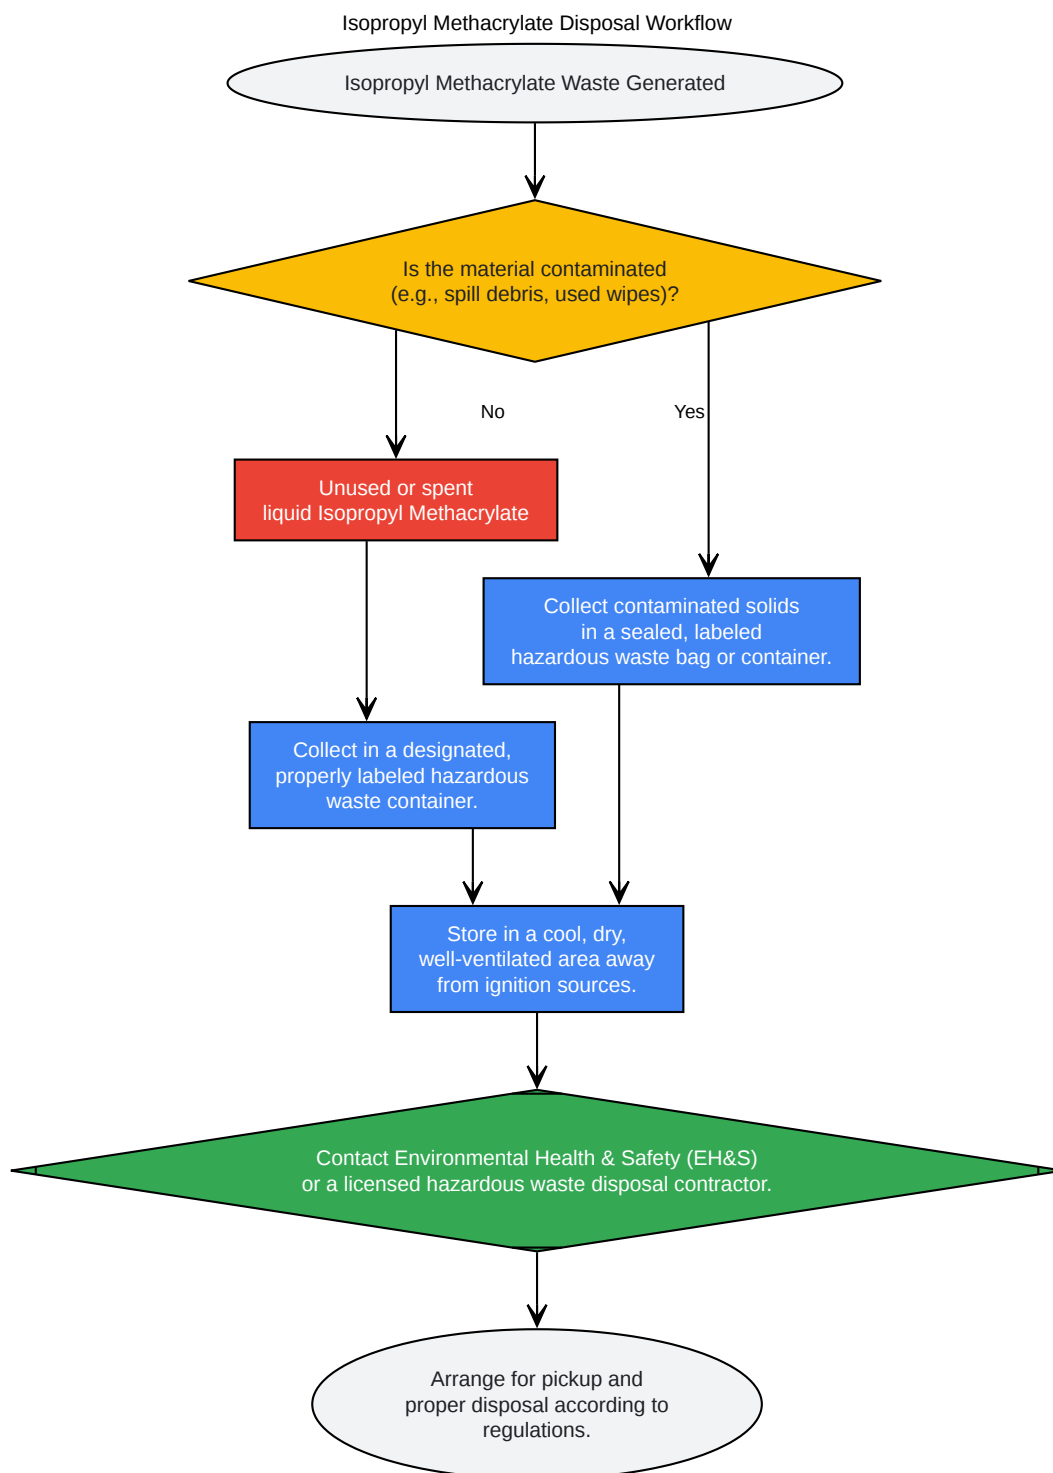 Isopropyl Methacrylate Disposal Workflow
Isopropyl Methacrylate Waste Generated
Is the material contaminated
(e.g., spill debris, used wipes)?
No
Yes
Unused or spent
liquid Isopropyl Methacrylate
Collect contaminated solids
in a sealed, labeled
hazardous waste bag or container.
Collect in a designated,
properly labeled hazardous
waste container.
Store in a cool, dry,
well-ventilated area away
from ignition sources.
Contact Environmental Health & Safety (EH&S)
or a licensed hazardous waste disposal contractor.
Arrange for pickup and
proper disposal according to
regulations.